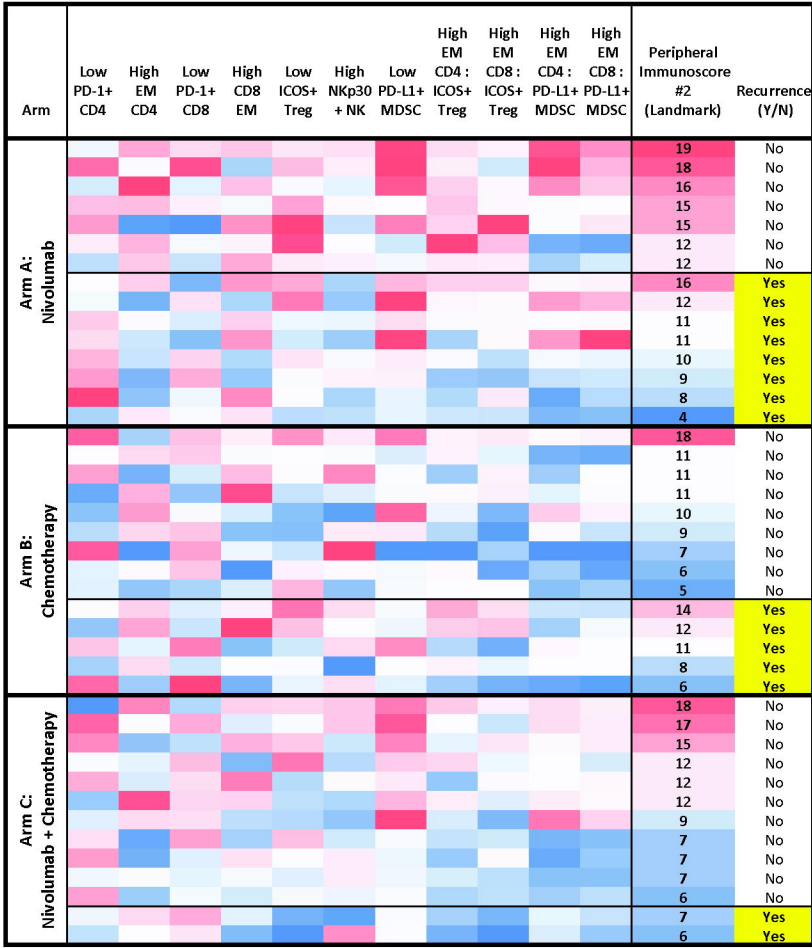 Arm
Low PD-1+ CD4
High EM CD4
Low PD-1+ CD8
High CD8 EM
Low ICOS+ Treg
High NKp30 + NK
Low PD-L1+ MDSC
High EM CD4 : ICOS+ Treg
High EM CD8 : ICOS+ Treg
High EM CD4 : PD-L1+ MDSC
High EM CD8 : PD-L1+ MDSC
Peripheral Immunoscore #2 (Landmark)
Recurrence (Y/N)
Arm A:
Nivolumab
19 No
18 No
16 No
15 No
15 No
12 No
12 No
16 Yes
12 Yes
11 Yes
11 Yes
10 Yes
9 Yes
8 Yes
4 Yes
Arm B:
Chemotherapy
18 No
11 No
11 No
11 No
10 No
9 No
7 No
6 No
5 No
14 Yes
12 Yes
11 Yes
8 Yes
6 Yes
Arm C:
Nivolumab + Chemotherapy
18 No
17 No
15 No
12 No
12 No
12 No
9 No
7 No
7 No
7 No
6 No
7 Yes
6 Yes